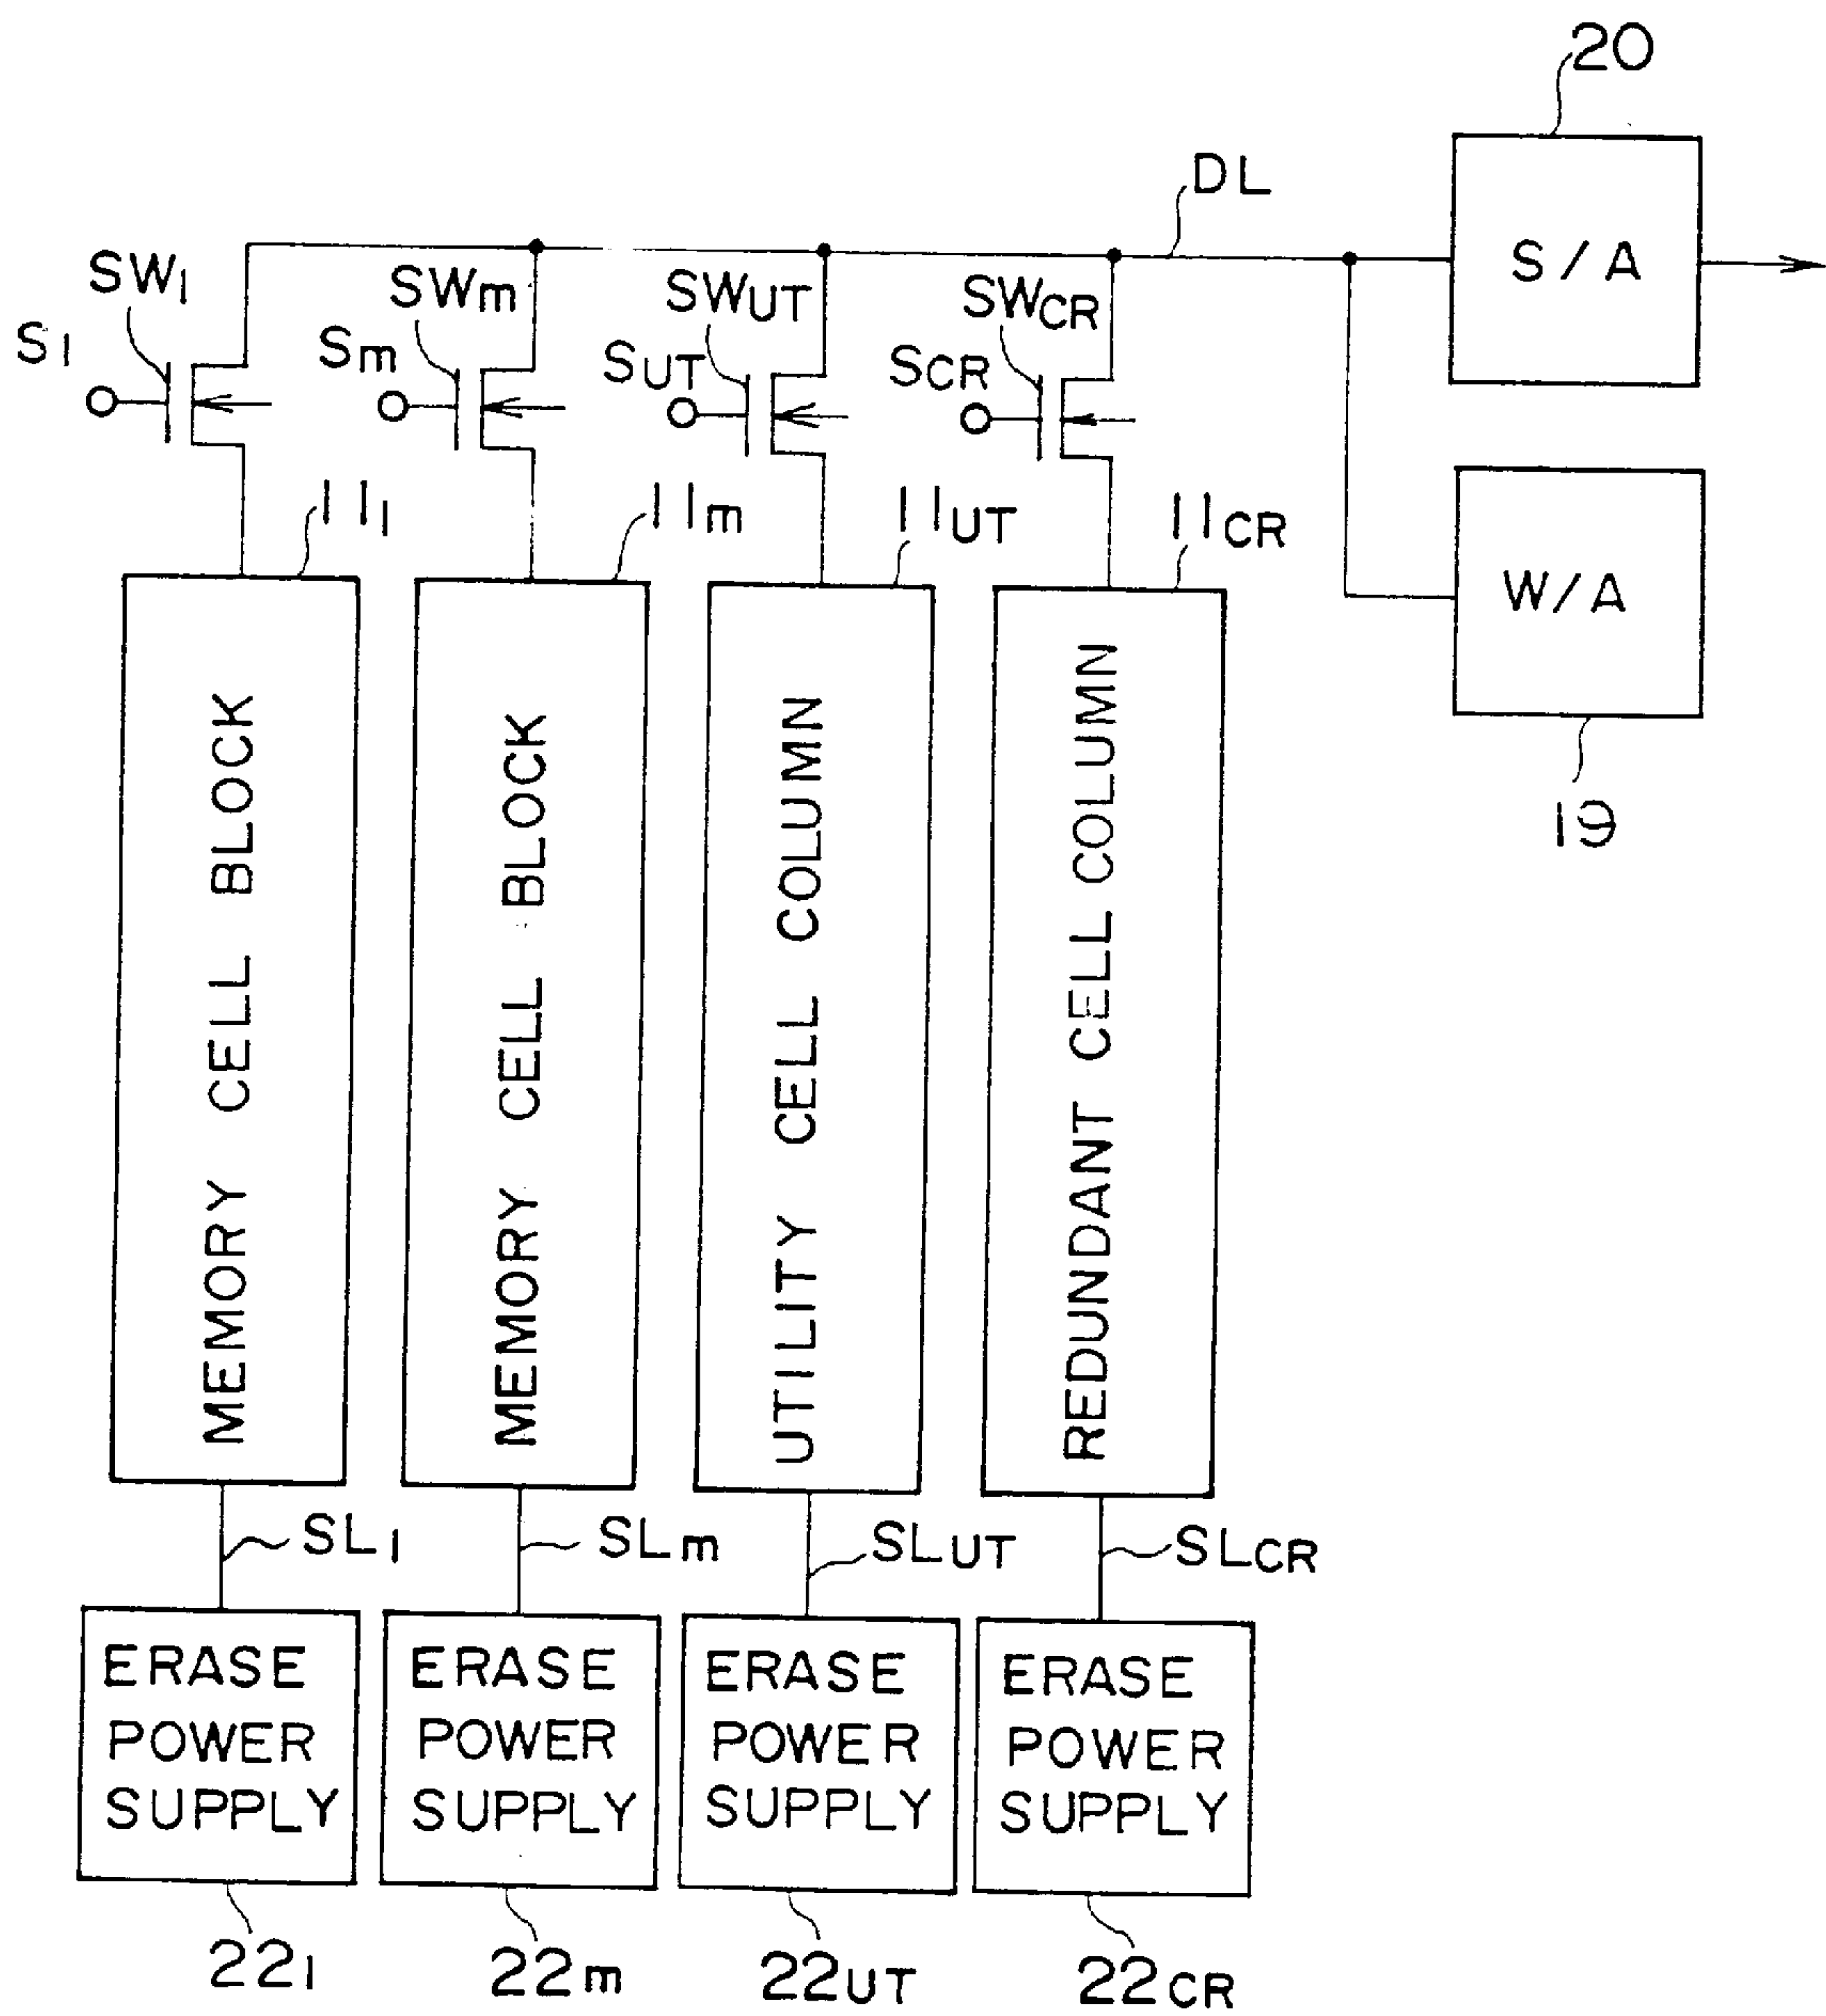 20
DL
S/A
SW1
SWm
SWUT
SWCR
S1
Sm
SUT
SCR
W/A
19
111
11m
11UT
11CR
MEMORY CELL BLOCK
MEMORY CELL BLOCK
UTILITY CELL COLUMN
REDUNDANT CELL COLUMN
SL1
SLm
SLUT
SLCR
ERASE
POWER
SUPPLY
ERASE
POWER
SUPPLY
ERASE
POWER
SUPPLY
ERASE
POWER
SUPPLY
221
22m
22UT
22CR